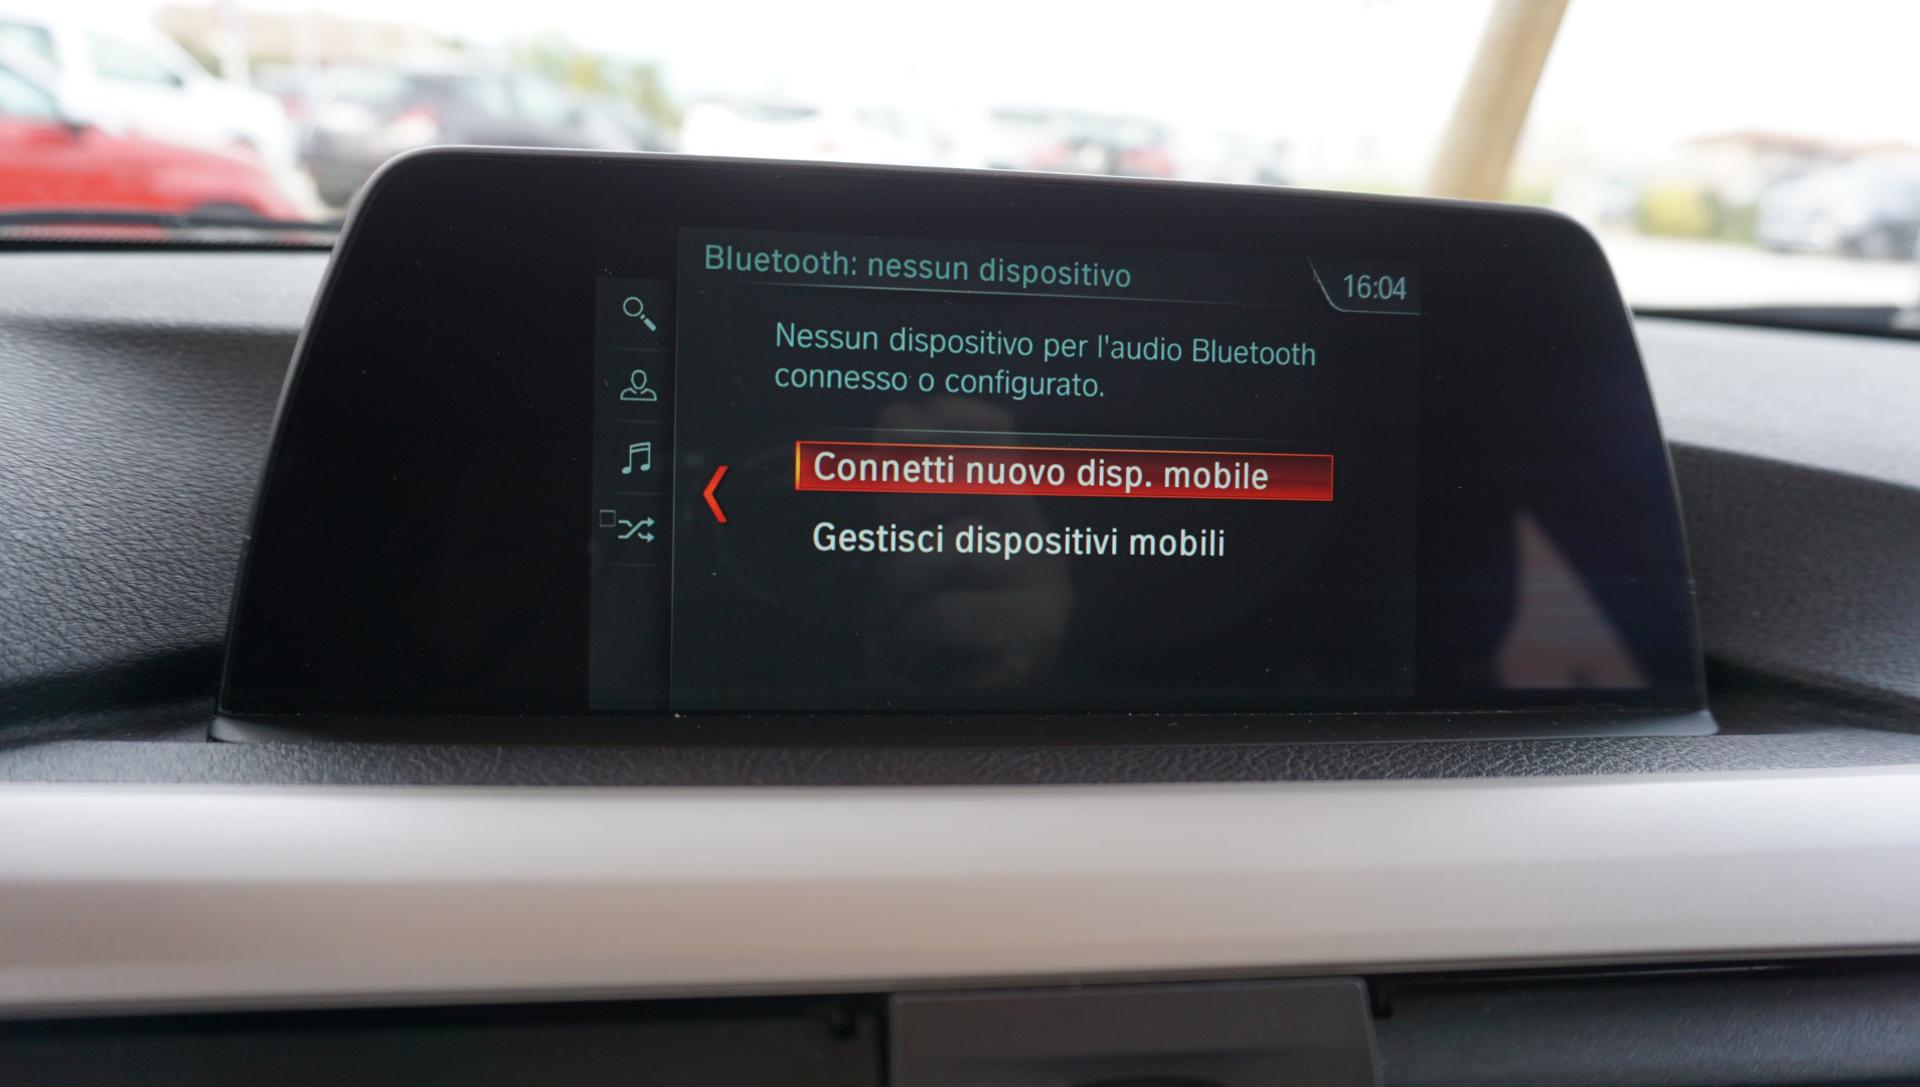 Bluetooth: nessun dispositivo
16:04
Nessun dispositivo per l'audio Bluetooth
connesso o configurato.
Connetti nuovo disp. mobile
Gestisci dispositivi mobili